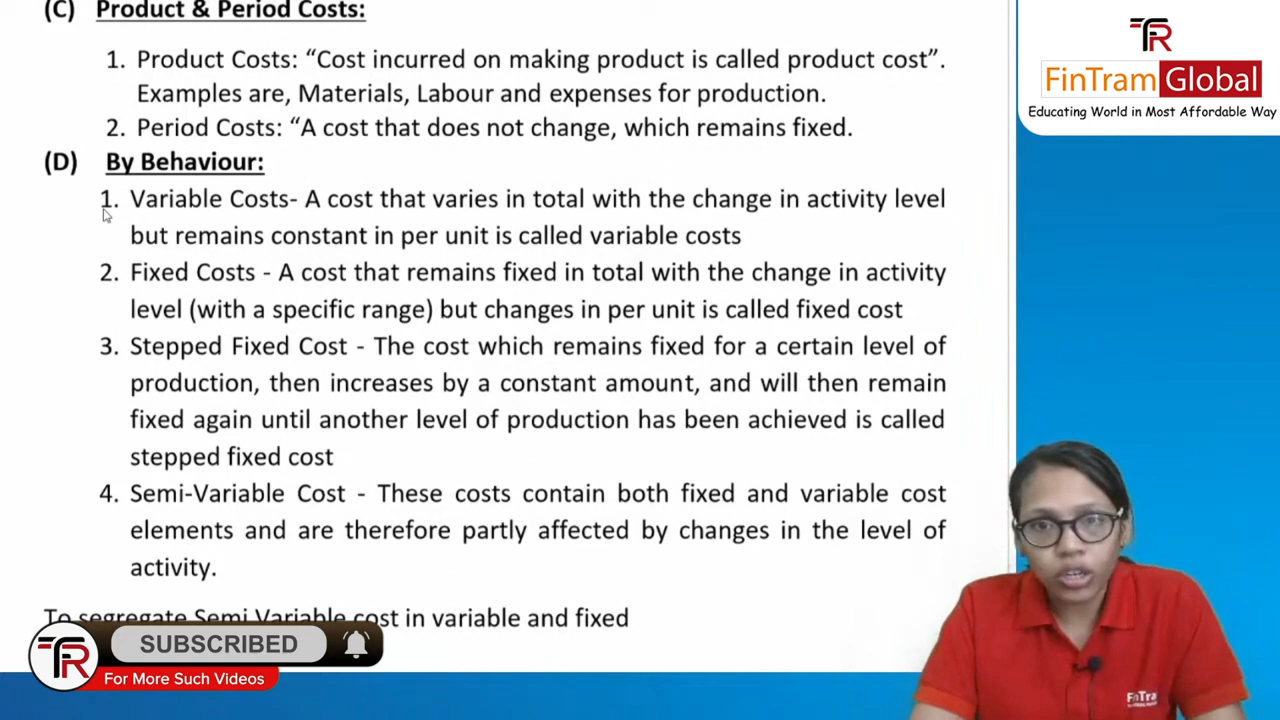 (C) Product & Period Costs:
1. Product Costs: “Cost incurred on making product is called product cost”.
Examples are, Materials, Labour and expenses for production.
2. Period Costs: “A cost that does not change, which remains fixed.
(D) By Behaviour:
1. Variable Costs- A cost that varies in total with the change in activity level
but remains constant in per unit is called variable costs
2. Fixed Costs - A cost that remains fixed in total with the change in activity
level (with a specific range) but changes in per unit is called fixed cost
3. Stepped Fixed Cost - The cost which remains fixed for a certain level of
production, then increases by a constant amount, and will then remain
fixed again until another level of production has been achieved is called
stepped fixed cost
4. Semi-Variable Cost - These costs contain both fixed and variable cost
elements and are therefore partly affected by changes in the level of
activity.
To segregate Semi Variable cost in variable and fixed
SUBSCRIBED
TR
For More Such Videos
TR
FinTram Global
Educating World in Most Affordable Way
FinTra